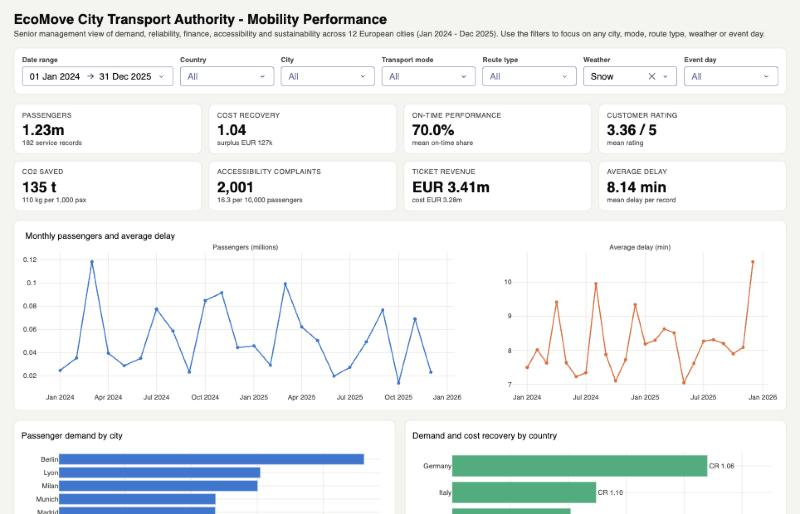 EcoMove City Transport Authority - Mobility Performance
Senior management view of demand, reliability, finance, accessibility and sustainability across 12 European cities (Jan 2024 - Dec 2025). Use the filters to focus on any city, mode, route type, weather or event day.
Date range Country City Transport mode Route type Weather Event day
01 Jan 2024 → 31 Dec 2025 All All All All Snow × All
PASSENGERS
1.23m
182 service records
COST RECOVERY
1.04
surplus EUR 127k
ON-TIME PERFORMANCE
70.0%
mean on-time share
CUSTOMER RATING
3.36 / 5
mean rating
CO2 SAVED
135 t
110 kg per 1,000 pax
ACCESSIBILITY COMPLAINTS
2,001
16.3 per 10,000 passengers
TICKET REVENUE
EUR 3.41m
cost EUR 3.28m
AVERAGE DELAY
8.14 min
mean delay per record
Monthly passengers and average delay
Passengers (millions)
0.12
0.1
0.08
0.06
0.04
0.02
Jan 2024 Apr 2024 Jul 2024 Oct 2024 Jan 2025 Apr 2025 Jul 2025 Oct 2025 Jan 2026
Average delay (min)
10
9
8
7
Jan 2024 Jul 2024 Jan 2025 Jul 2025 Jan 2026
Passenger demand by city
Berlin
Lyon
Milan
Munich
Madrid
Demand and cost recovery by country
Germany CR 1.06
Italy CR 1.10